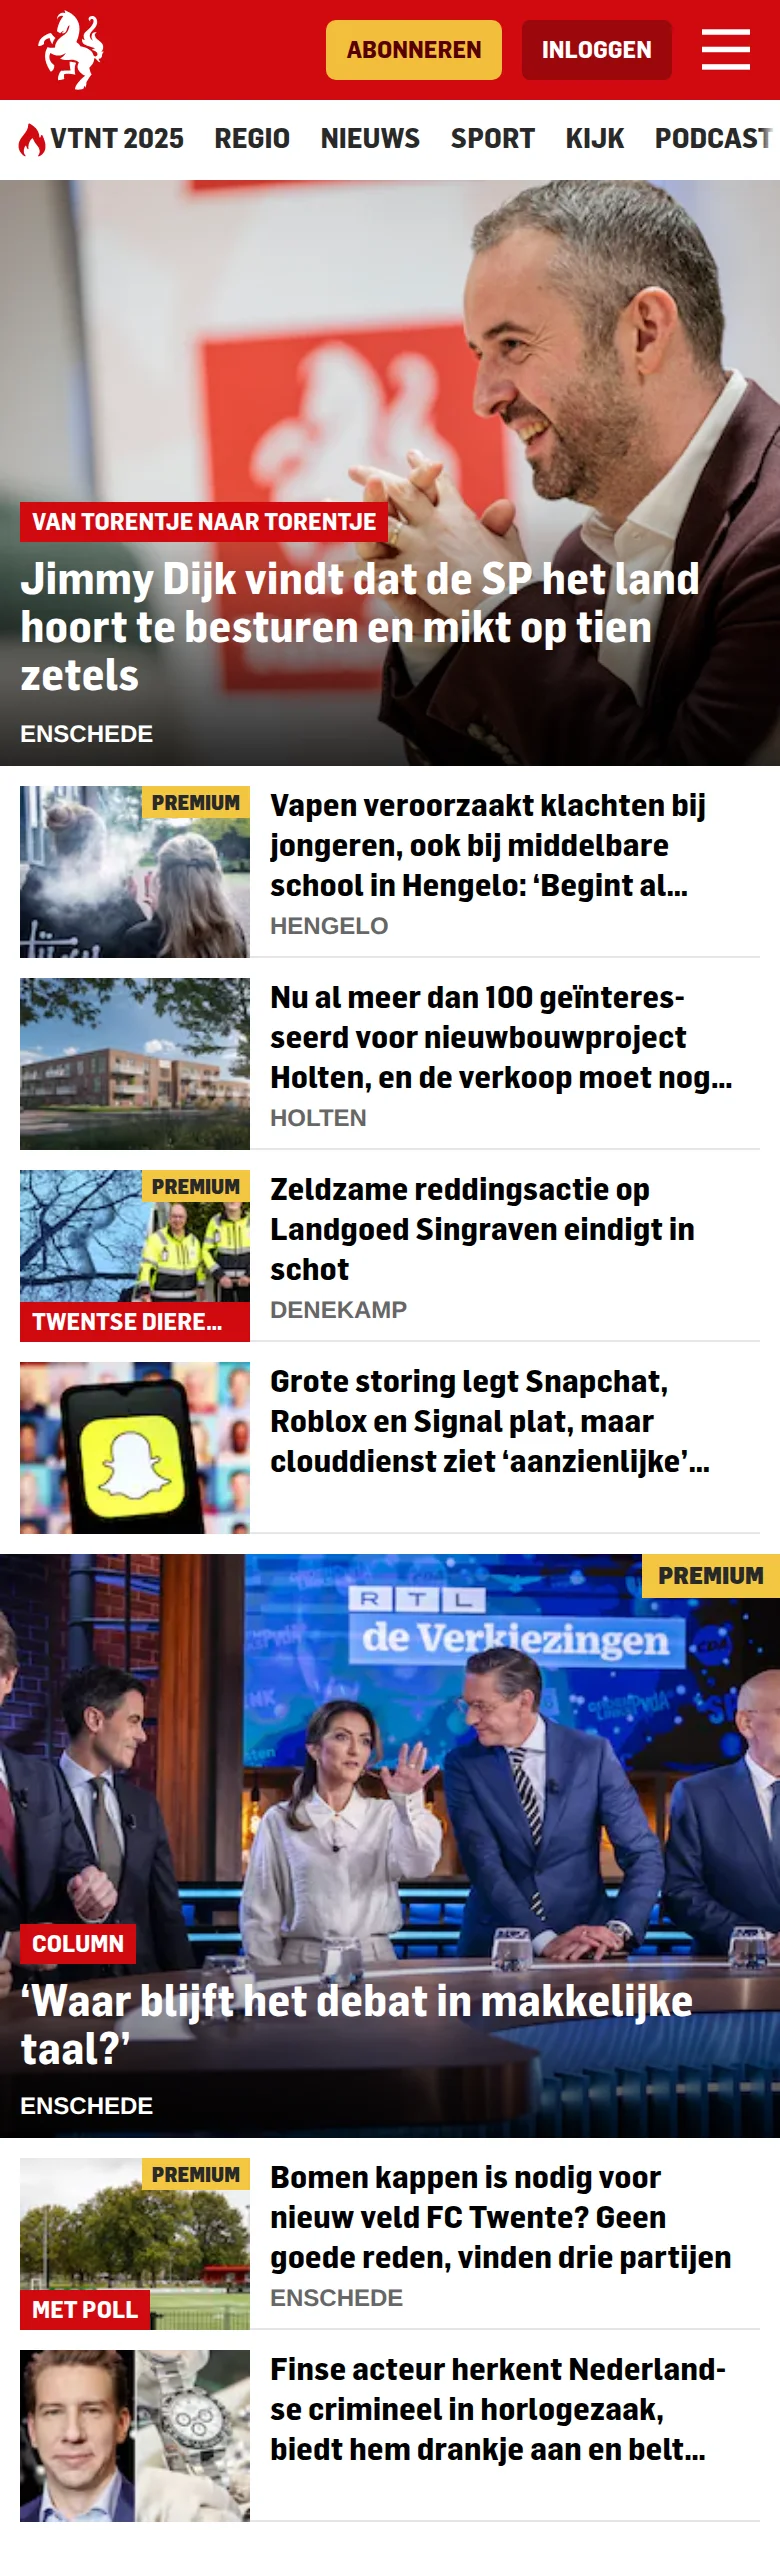 ABONNEREN
INLOGGEN
VTNT 2025 REGIO NIEUWS SPORT KIJK PODCAST
VAN TORENTJE NAAR TORENTJE
Jimmy Dijk vindt dat de SP het land
hoort te besturen en mikt op tien
zetels
ENSCHEDE
PREMIUM
Vapen veroorzaakt klachten bij
jongeren, ook bij middelbare
school in Hengelo: ‘Begint al...
HENGELO
Nu al meer dan 100 geïnteres-
seerd voor nieuwbouwproject
Holten, en de verkoop moet nog...
HOLTEN
PREMIUM
TWENTSE DIERE...
Zeldzame reddingsactie op
Landgoed Singraven eindigt in
schot
DENEKAMP
Grote storing legt Snapchat,
Roblox en Signal plat, maar
clouddienst ziet ‘aanzienlijke’...
PREMIUM
RTL
de Verkiezingen
CDA
COLUMN
‘Waar blijft het debat in makkelijke
taal?’
ENSCHEDE
PREMIUM
MET POLL
Bomen kappen is nodig voor
nieuw veld FC Twente? Geen
goede reden, vinden drie partijen
ENSCHEDE
Finse acteur herkent Nederland-
se crimineel in horlogezaak,
biedt hem drankje aan en belt...